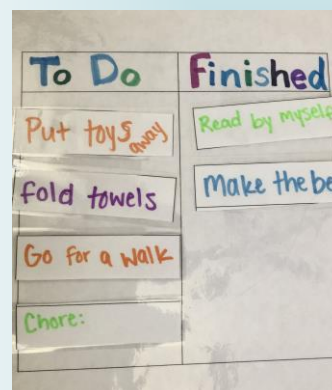 To Do
Finished
Put toys away
Read by myself
fold towels
Make the be
Go for a walk
Chore: